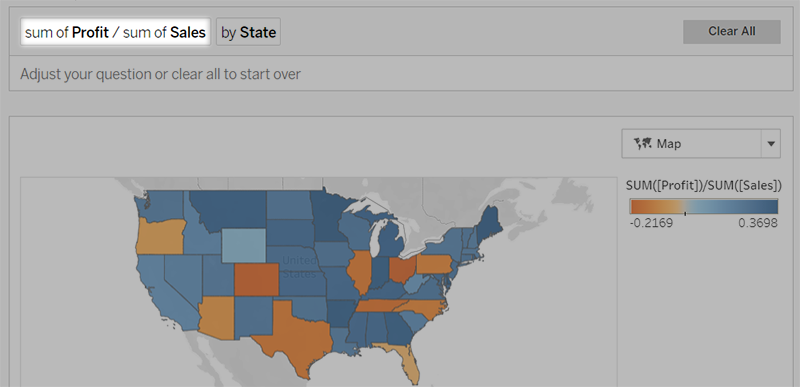 sum of Profit / sum of Sales by State Clear All
Adjust your question or clear all to start over
Map
SUM([Profit])/SUM([Sales])
-0.2169 0.3698
United
States